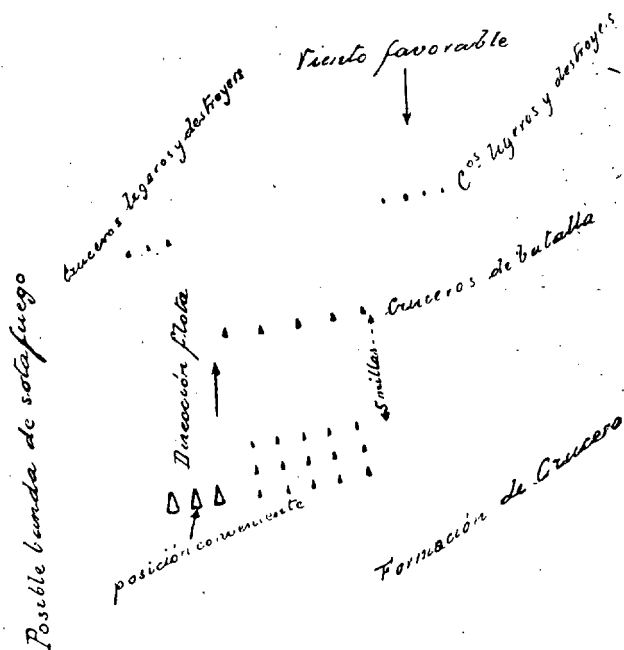 Viento favorable
cruceros ligeros y destroyers
Cºˢ ligeros y destroyers
Cruceros de batalla
Posible banda de sotafuego
Dirección flota
5 millas
posición conveniente
Formación de Crucero